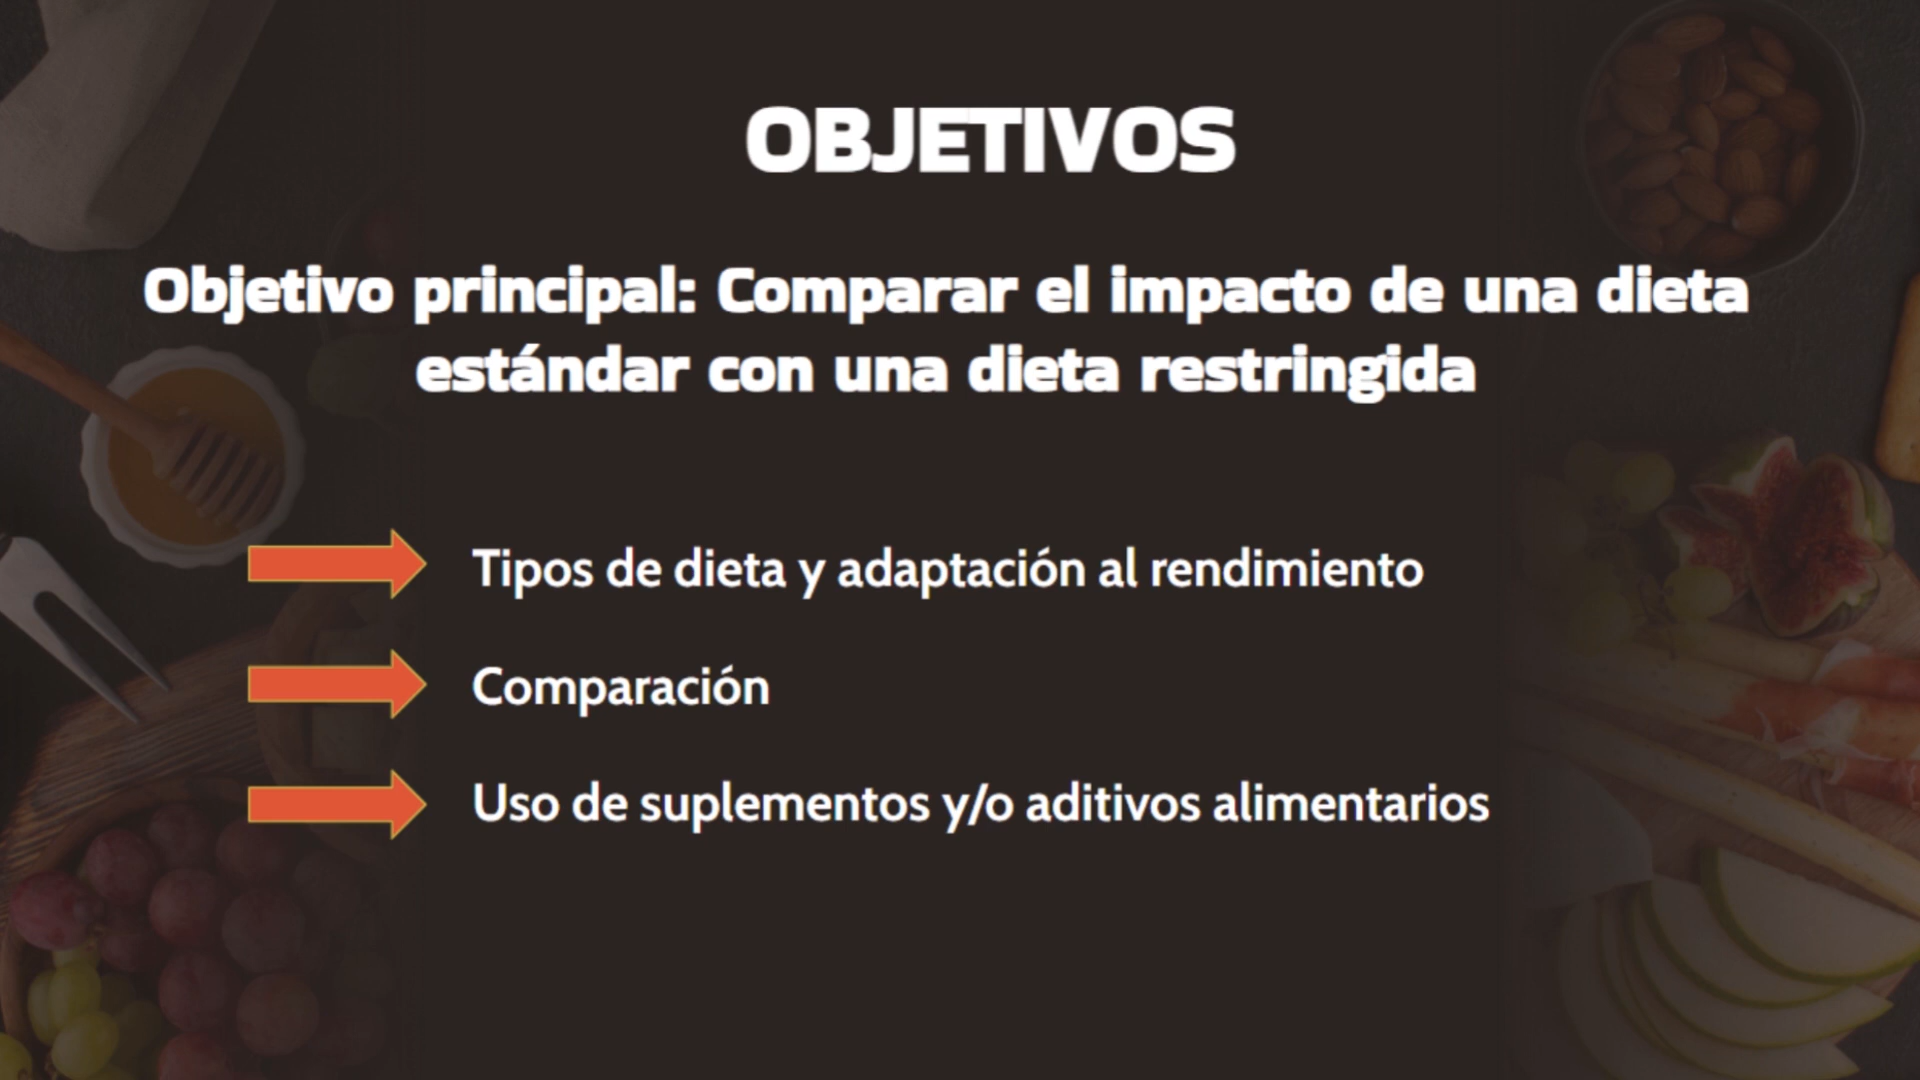 OBJETIVOS
Objetivo principal: Comparar el impacto de una dieta
estándar con una dieta restringida
Tipos de dieta y adaptación al rendimiento
Comparación
Uso de suplementos y/o aditivos alimentarios